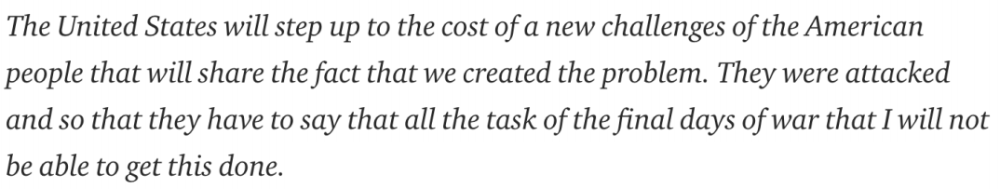 The United States will step up to the cost of a new challenges of the American
people that will share the fact that we created the problem. They were attacked
and so that they have to say that all the task of the final days of war that I will not
be able to get this done.